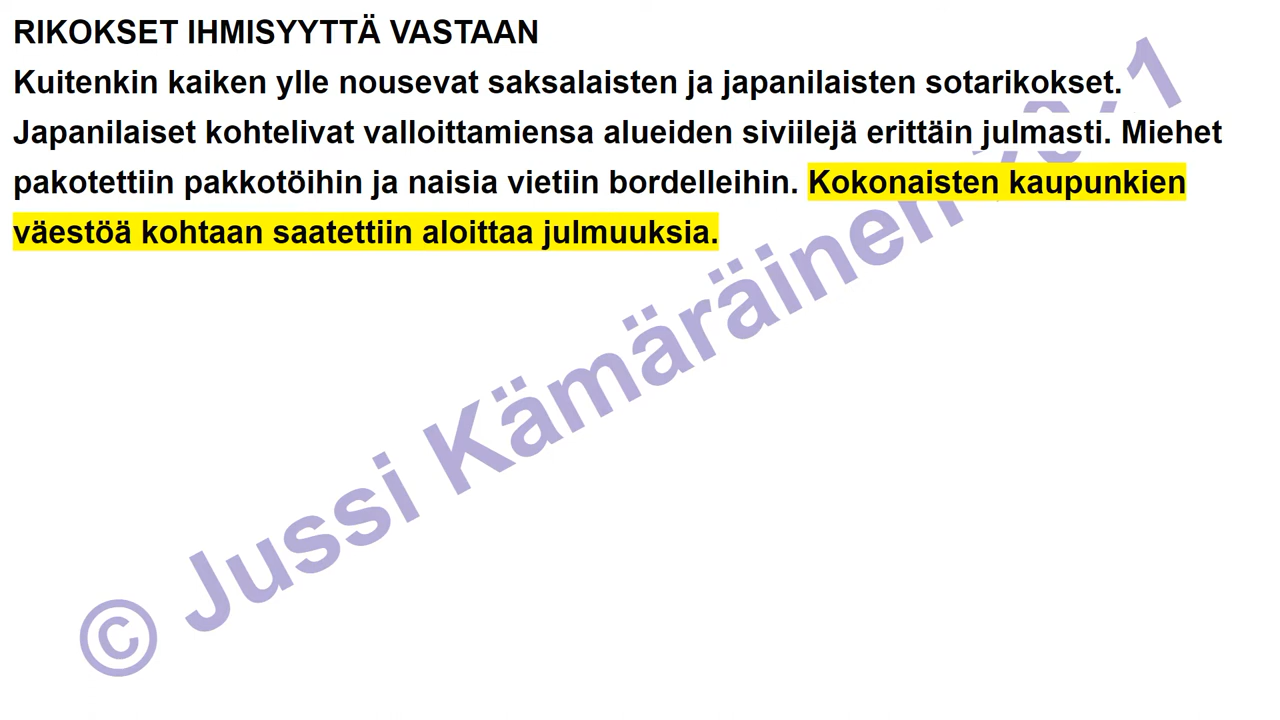 RIKOKSET IHMISYYTTÄ VASTAAN
Kuitenkin kaiken ylle nousevat saksalaisten ja japanilaisten sotarikokset.
Japanilaiset kohtelivat valloittamiensa alueiden siviilejä erittäin julmasti. Miehet
pakotettiin pakkotöihin ja naisia vietiin bordelleihin. Kokonaisten kaupunkien
väestöä kohtaan saatettiin aloittaa julmuuksia.
© Jussi Kämäräinen